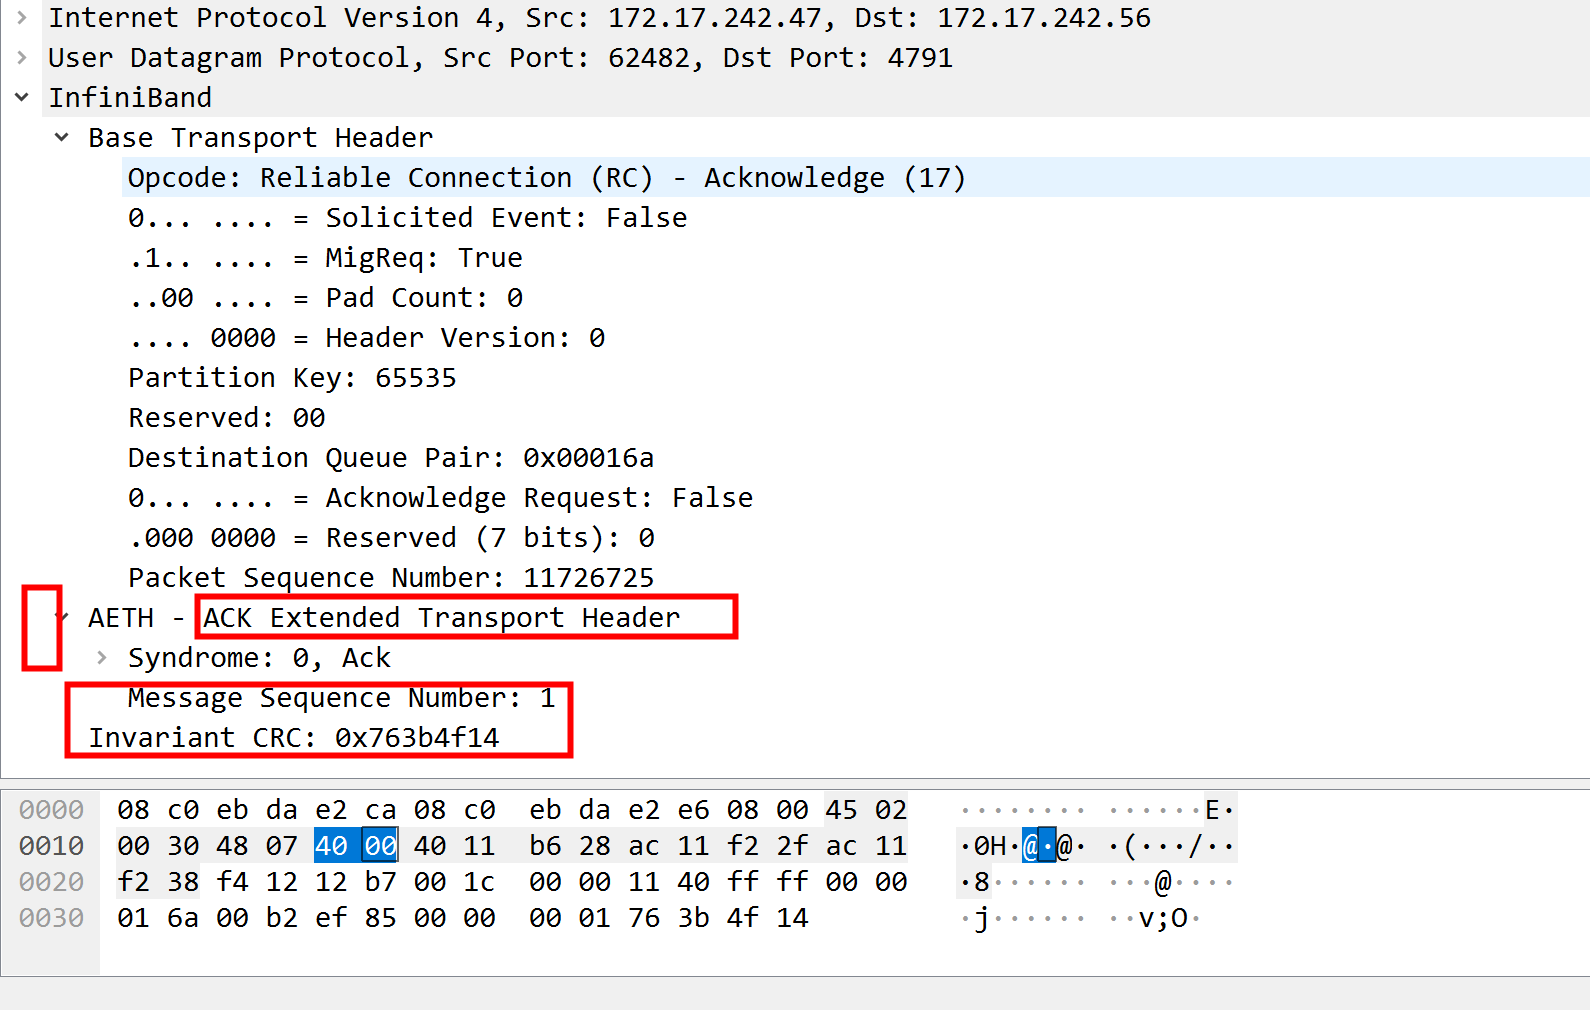 Internet Protocol Version 4, Src: 172.17.242.47, Dst: 172.17.242.56
User Datagram Protocol, Src Port: 62482, Dst Port: 4791
InfiniBand
Base Transport Header
Opcode: Reliable Connection (RC) - Acknowledge (17)
0... .... = Solicited Event: False
.1.. .... = MigReq: True
..00 .... = Pad Count: 0
.... 0000 = Header Version: 0
Partition Key: 65535
Reserved: 00
Destination Queue Pair: 0x00016a
0... .... = Acknowledge Request: False
.000 0000 = Reserved (7 bits): 0
Packet Sequence Number: 11726725
AETH - ACK Extended Transport Header
Syndrome: 0, Ack
Message Sequence Number: 1
Invariant CRC: 0x763b4f14
0000 08 c0 eb da e2 ca 08 c0 eb da e2 e6 08 00 45 02 ········ ······E·
0010 00 30 48 07 40 00 40 11 b6 28 ac 11 f2 2f ac 11 ·0H·@·@· ·(···/··
0020 f2 38 f4 12 12 b7 00 1c 00 00 11 40 ff ff 00 00 ·8······ ···@····
0030 01 6a 00 b2 ef 85 00 00 00 01 76 3b 4f 14 ·j······ ··v;O·